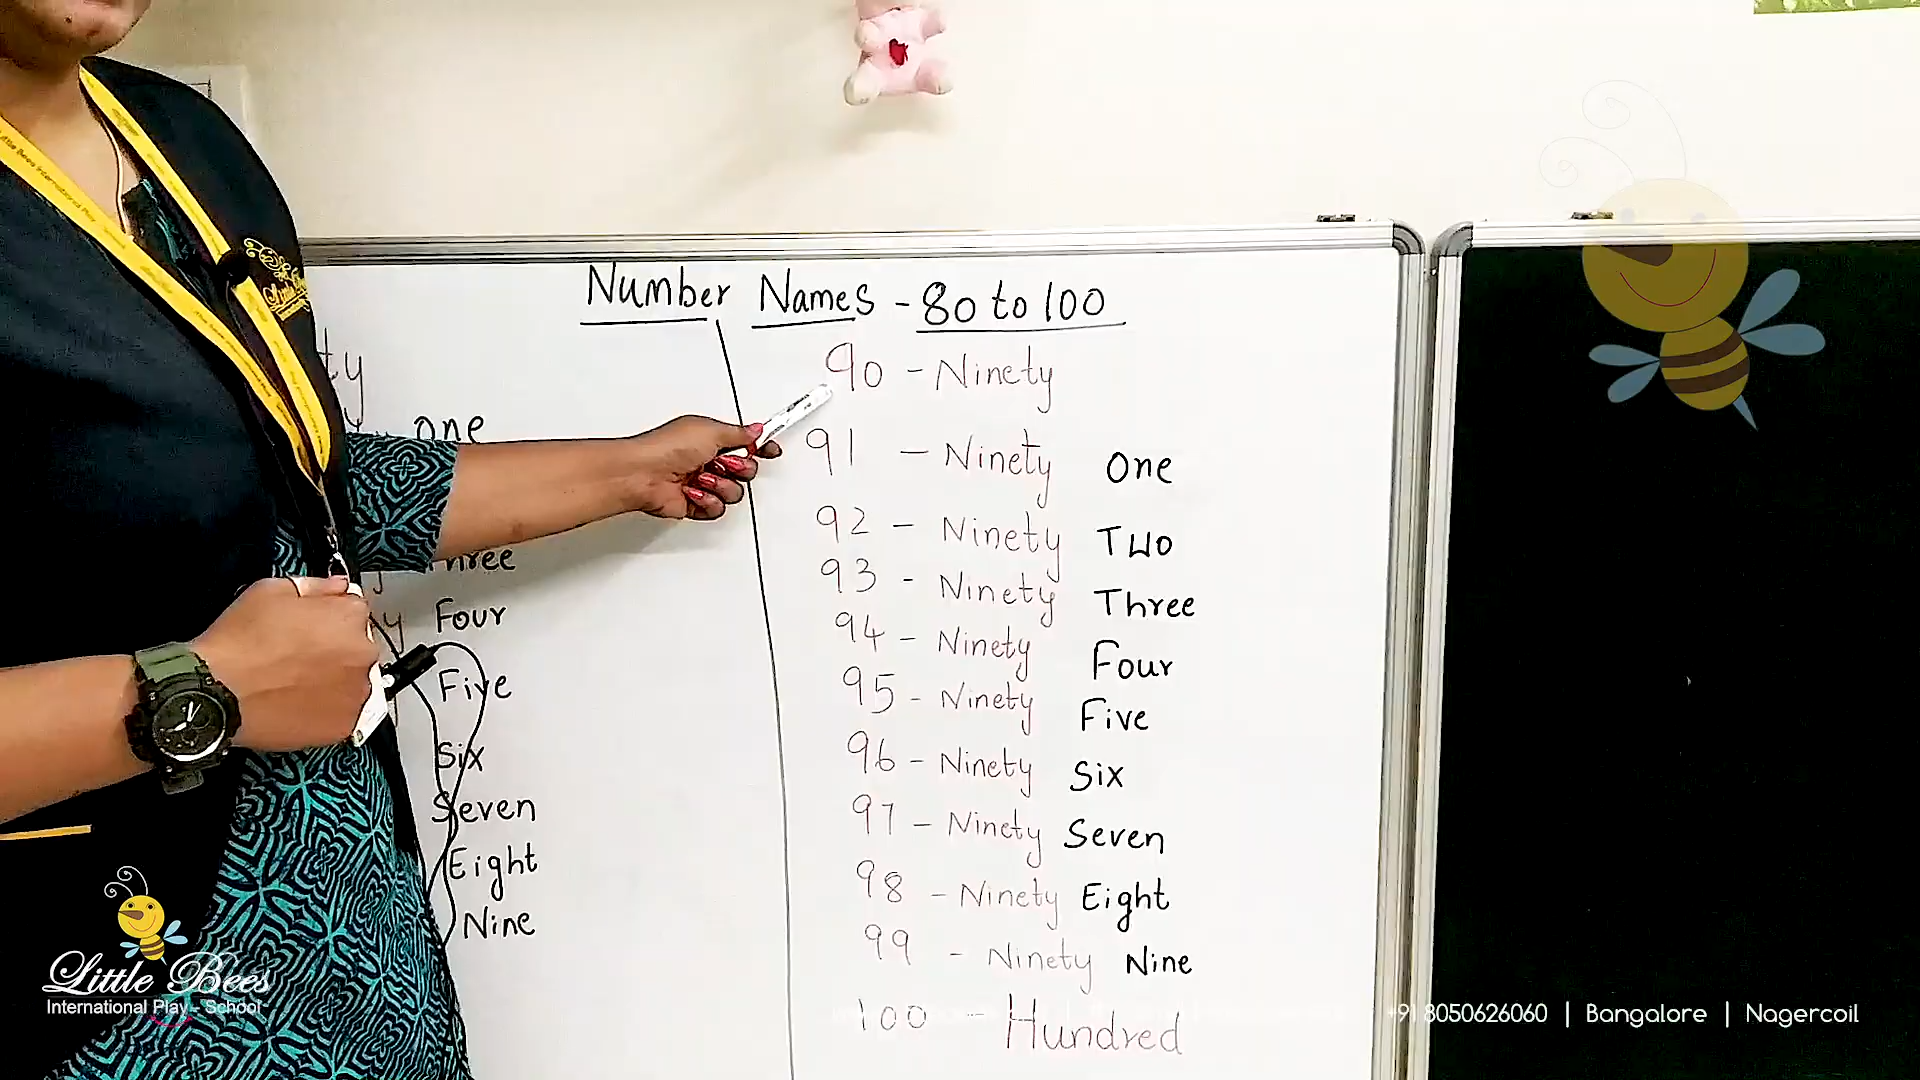 Number Names - 80 to 100
ty
one
Three
y Four
Five
Six
Seven
Eight
Nine
90 - Ninety
91 - Ninety One
92 - Ninety Two
93 - Ninety Three
94 - Ninety Four
95 - Ninety Five
96 - Ninety Six
97 - Ninety Seven
98 - Ninety Eight
99 - Ninety Nine
100 - Hundred
Little Bees
International Play - School
+91 8050626060 | Bangalore | Nagercoil